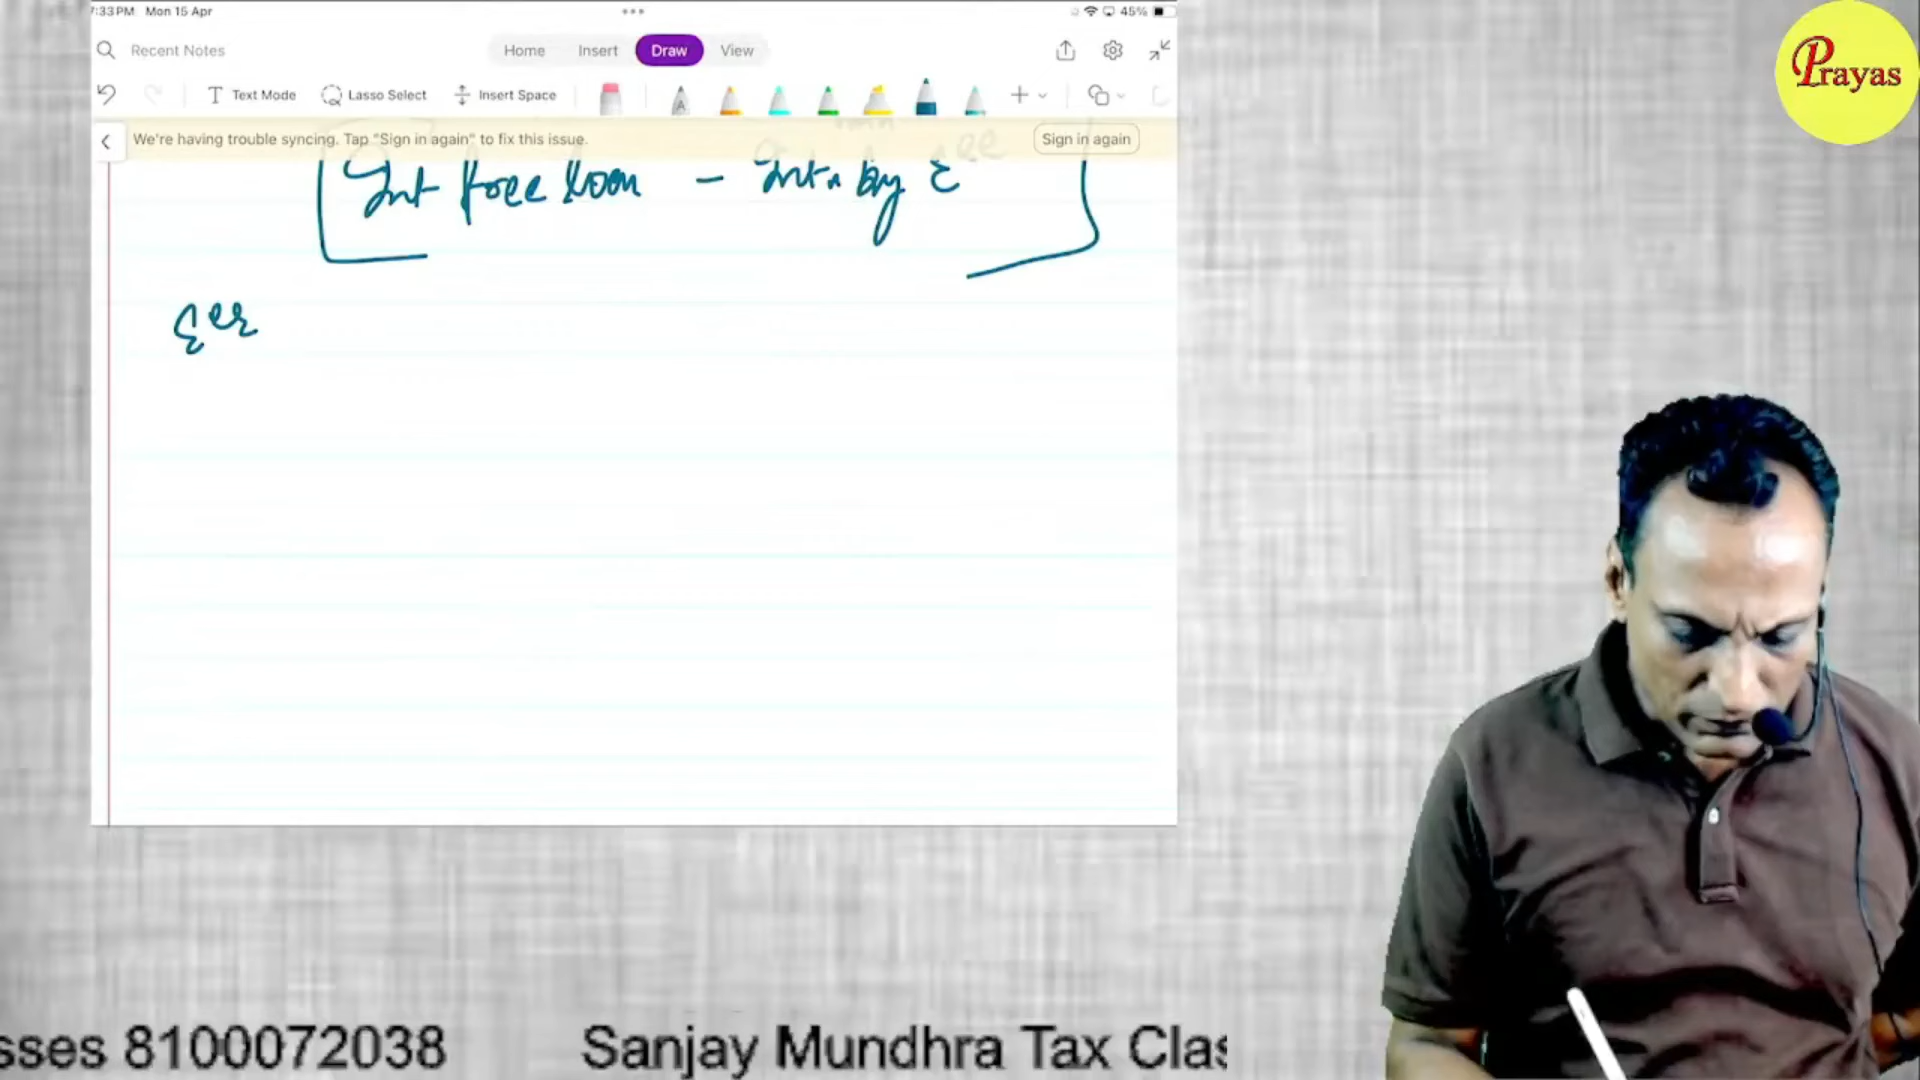 7:33PM Mon 15 Apr
45%
Recent Notes
Home Insert Draw View
Text Mode Lasso Select Insert Space
We're having trouble syncing. Tap "Sign in again" to fix this issue. Sign in again
Int free loan - Int. by E
Eer
Prayas
sses 8100072038 Sanjay Mundhra Tax Clas